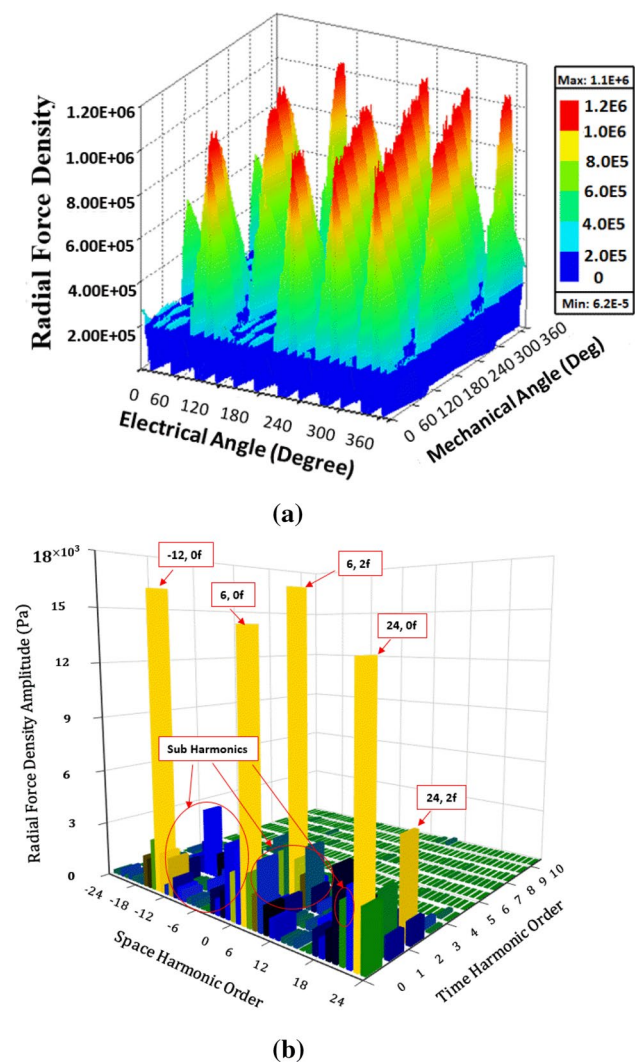 Radial Force Density
1.20E+06
1.00E+06
8.00E+05
6.00E+05
4.00E+05
2.00E+05
0 60 120 180 240 300 360
Electrical Angle (Degree)
0 60 120 180 240 300 360
Mechanical Angle (Deg)
Max: 1.1E+6
1.2E6
1.0E6
8.0E5
6.0E5
4.0E5
2.0E5
0
Min: 6.2E-5
(a)
18×10³
15
12
9
6
3
0
Radial Force Density Amplitude (Pa)
-12, 0f
6, 0f
6, 2f
24, 0f
Sub Harmonics
24, 2f
-24 -18 -12 -6 0 6 12 18 24
Space Harmonic Order
0 1 2 3 4 5 6 7 8 9 10
Time Harmonic Order
(b)